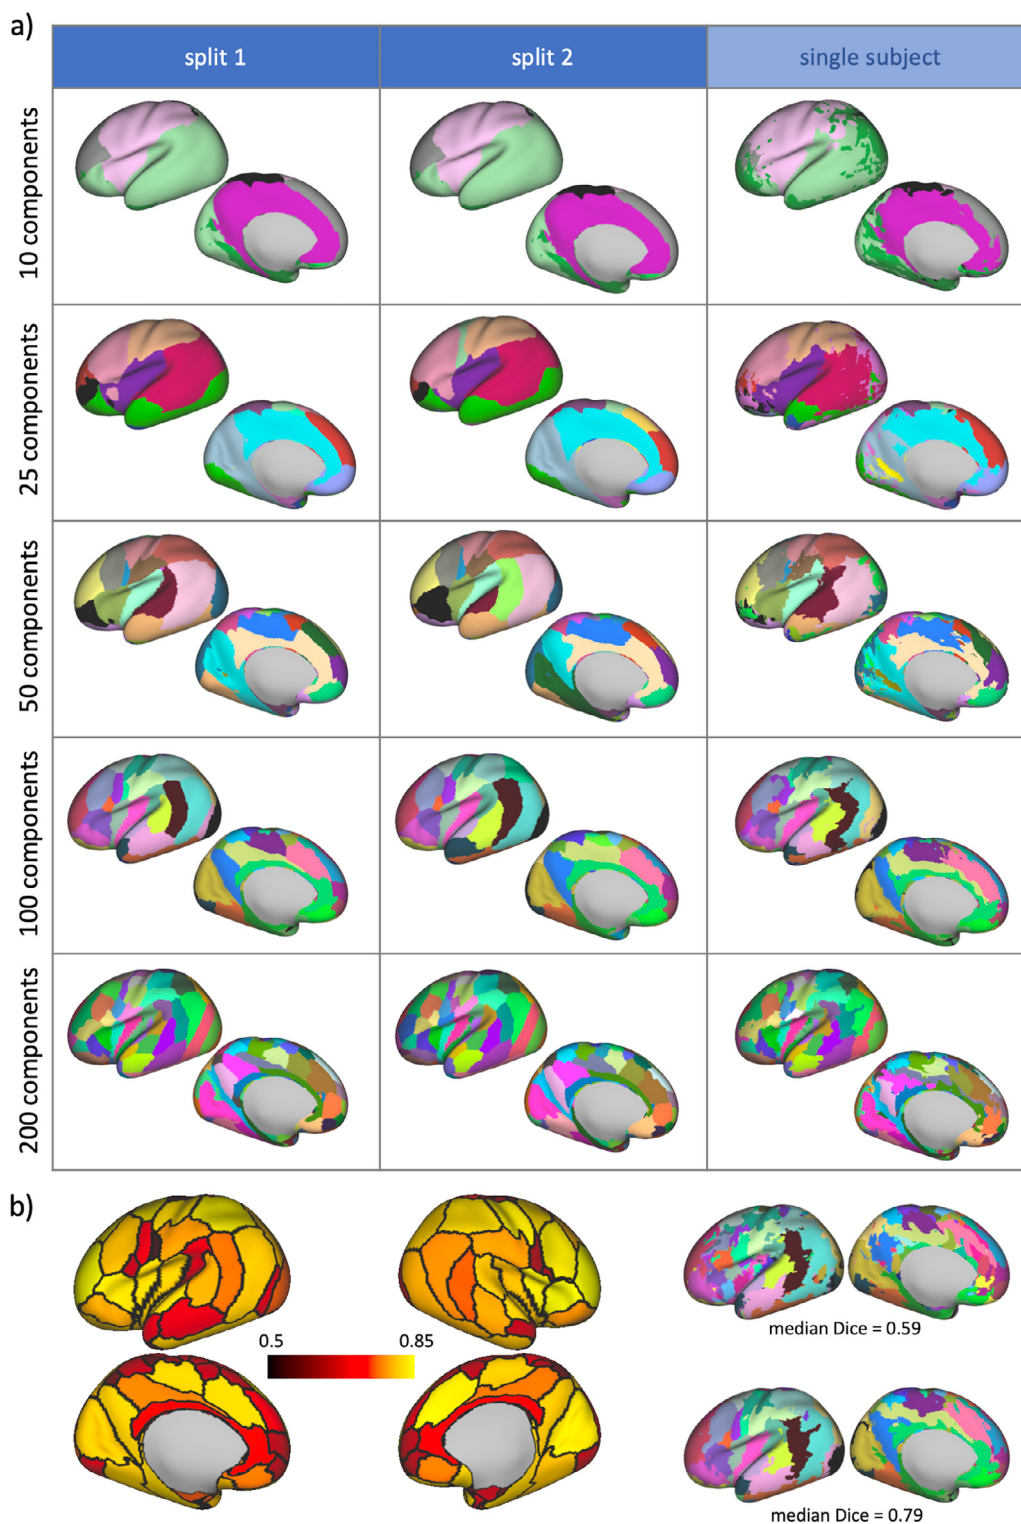 a)
split 1
split 2
single subject
10 components
25 components
50 components
100 components
200 components
b)
0.5
0.85
median Dice = 0.59
median Dice = 0.79